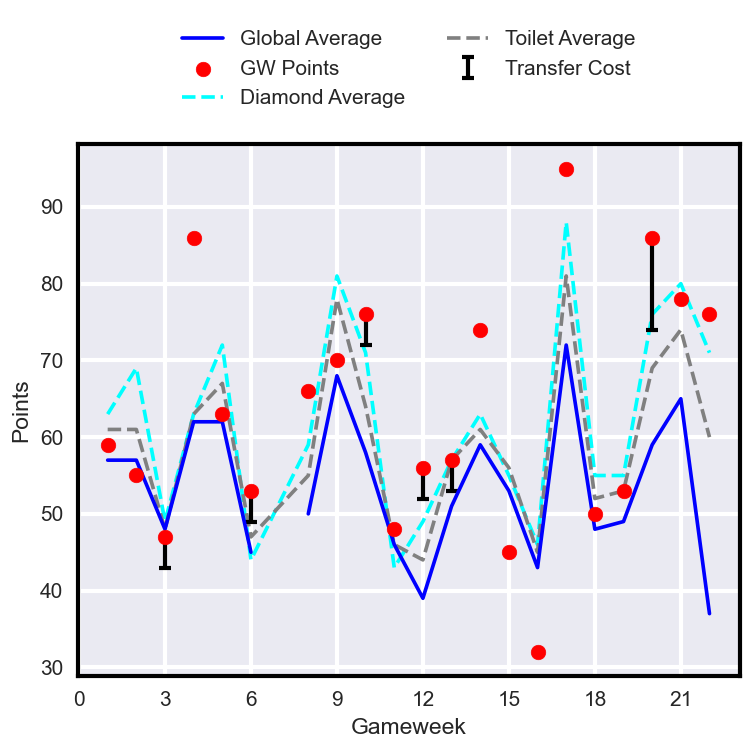 Global Average
GW Points
Diamond Average
Toilet Average
Transfer Cost
Points
90
80
70
60
50
40
30
0 3 6 9 12 15 18 21
Gameweek